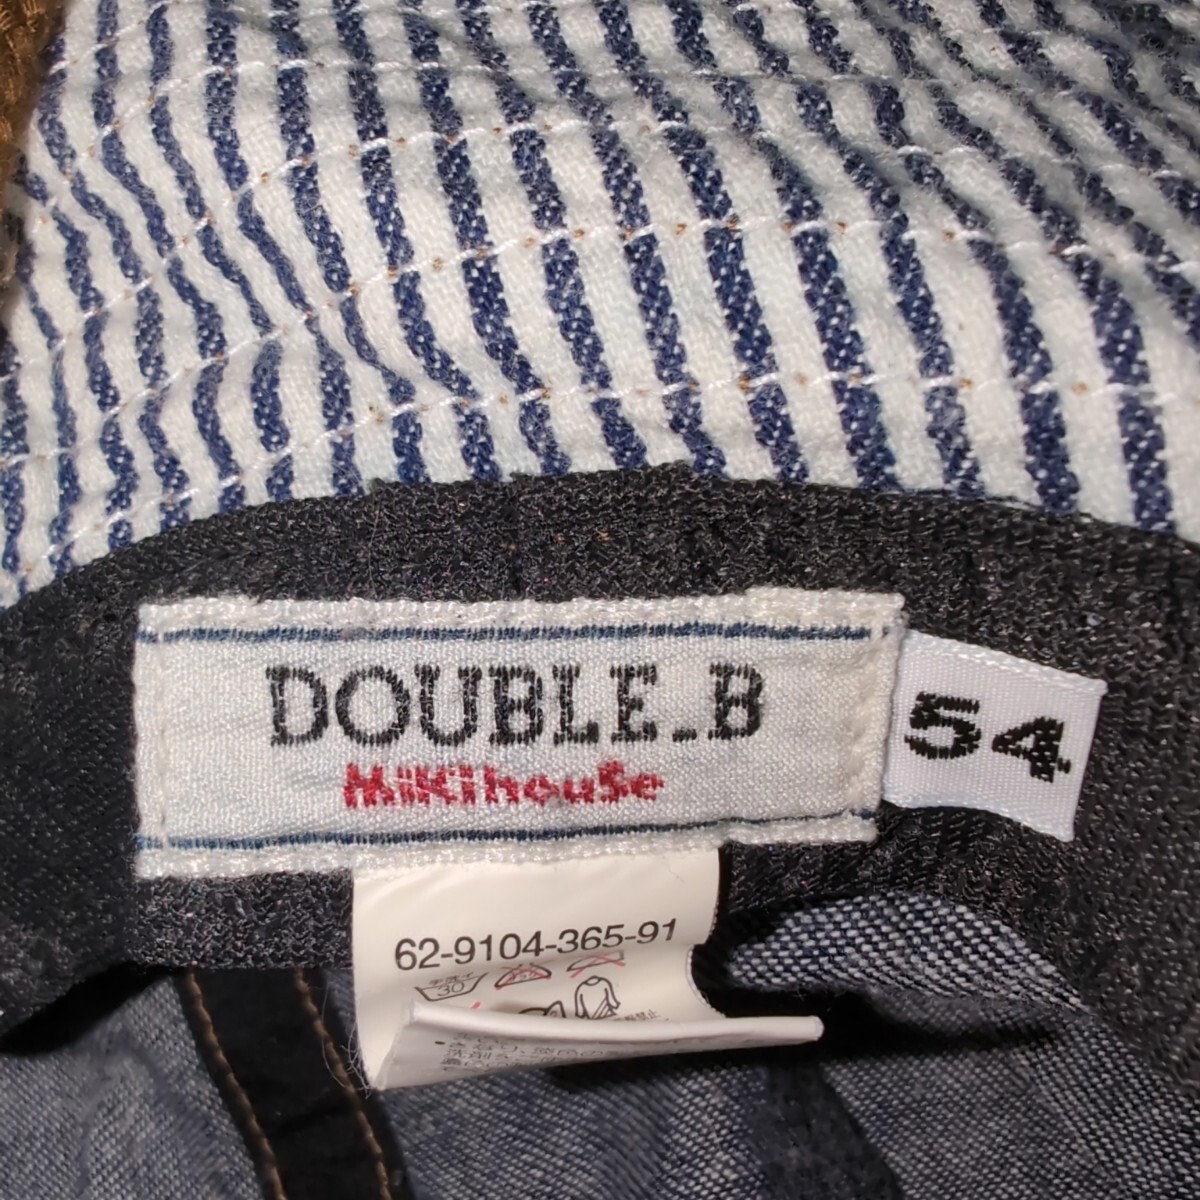 DOUBLE_B
MiKiHouSe
54
62-9104-365-91
30